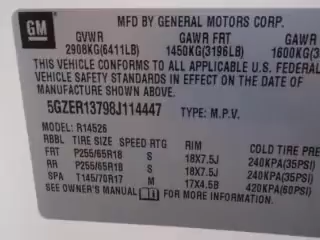 GM
MFD BY GENERAL MOTORS CORP.
GVWR GAWR FRT GAWR
2908KG(6411LB) 1450KG(3196LB) 1600KG(3
THIS VEHICLE CONFORMS TO ALL APPLICABLE U.S. FEDERAL
VEHICLE SAFETY STANDARDS IN EFFECT ON THE DATE
OF MANUFACTURE SHOWN ABOVE.
5GZER13798J114447 TYPE: M.P.V.
MODEL: R14526
RBBL TIRE SIZE SPEED RTG RIM COLD TIRE
FRT P255/65R18 S 18X7.5J 240KPA(35PSI)
RR P255/65R18 S 18X7.5J 240KPA(35PSI)
SPA T145/70R17 M 17X4.5B 420KPA(60PSI)
SEE OWNER'S MANUAL FOR MORE INFORMATION